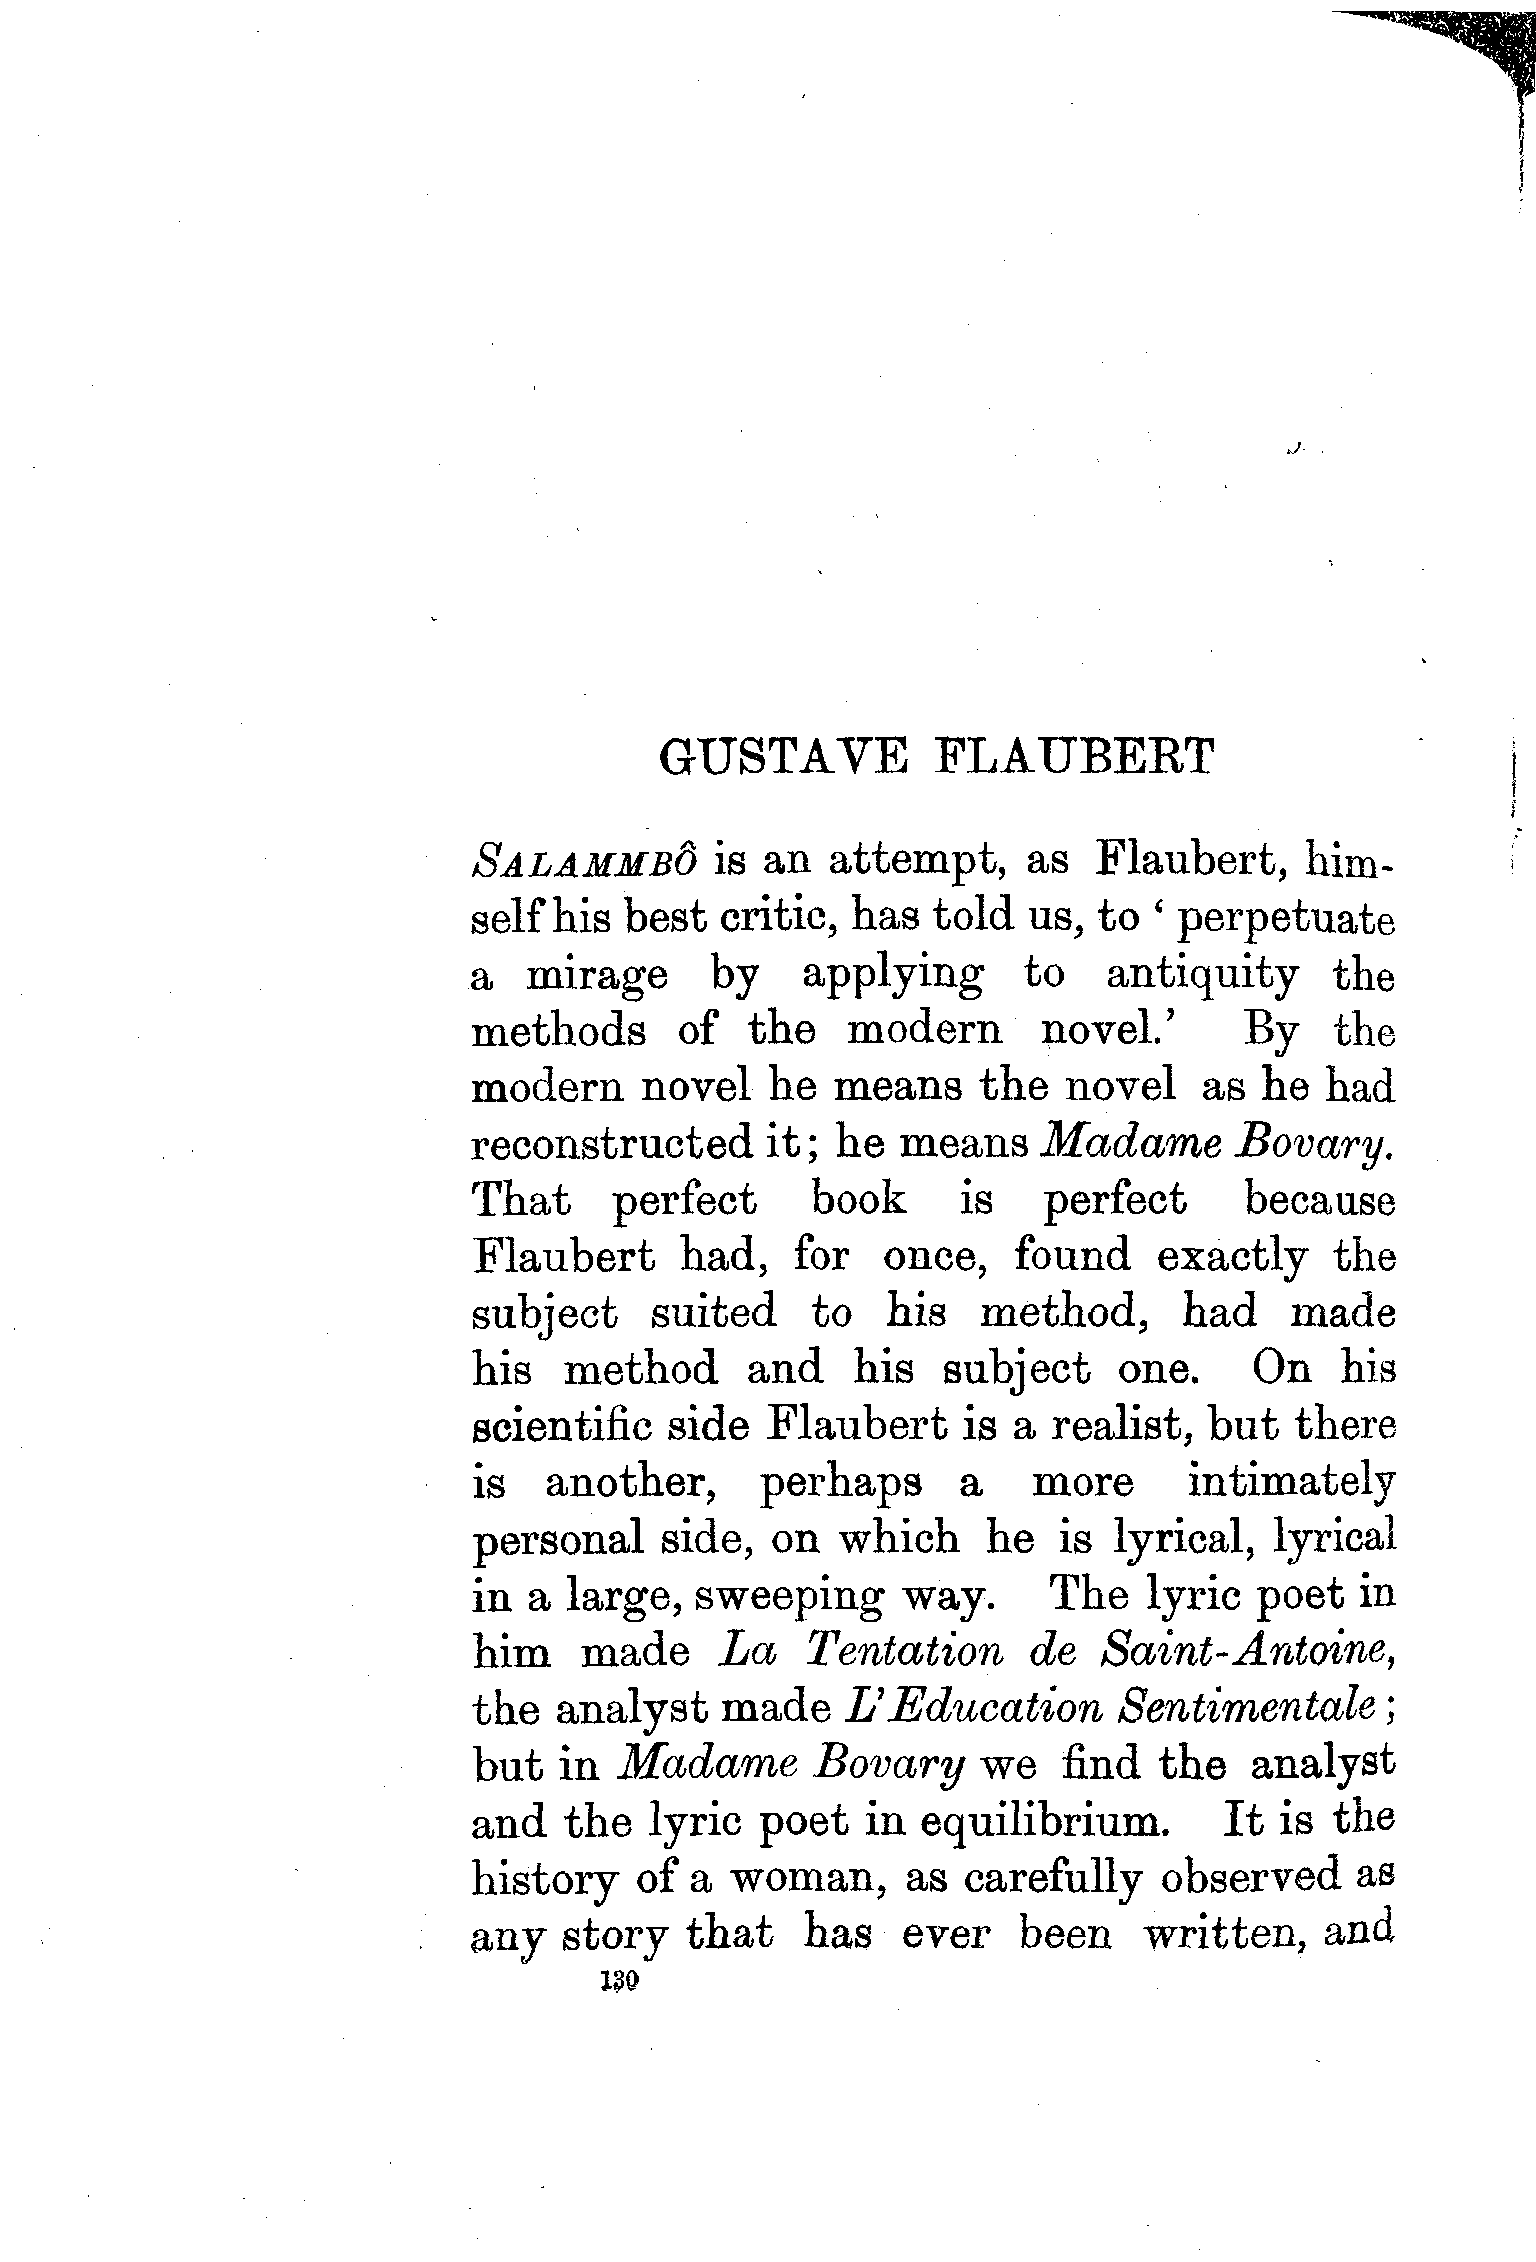 GUSTAVE FLAUBERT
SALAMMBÔ is an attempt, as Flaubert, him-
self his best critic, has told us, to ‘ perpetuate
a mirage by applying to antiquity the
methods of the modern novel.’ By the
modern novel he means the novel as he had
reconstructed it; he means Madame Bovary.
That perfect book is perfect because
Flaubert had, for once, found exactly the
subject suited to his method, had made
his method and his subject one. On his
scientific side Flaubert is a realist, but there
is another, perhaps a more intimately
personal side, on which he is lyrical, lyrical
in a large, sweeping way. The lyric poet in
him made La Tentation de Saint-Antoine,
the analyst made L’Education Sentimentale;
but in Madame Bovary we find the analyst
and the lyric poet in equilibrium. It is the
history of a woman, as carefully observed as
any story that has ever been written, and
130